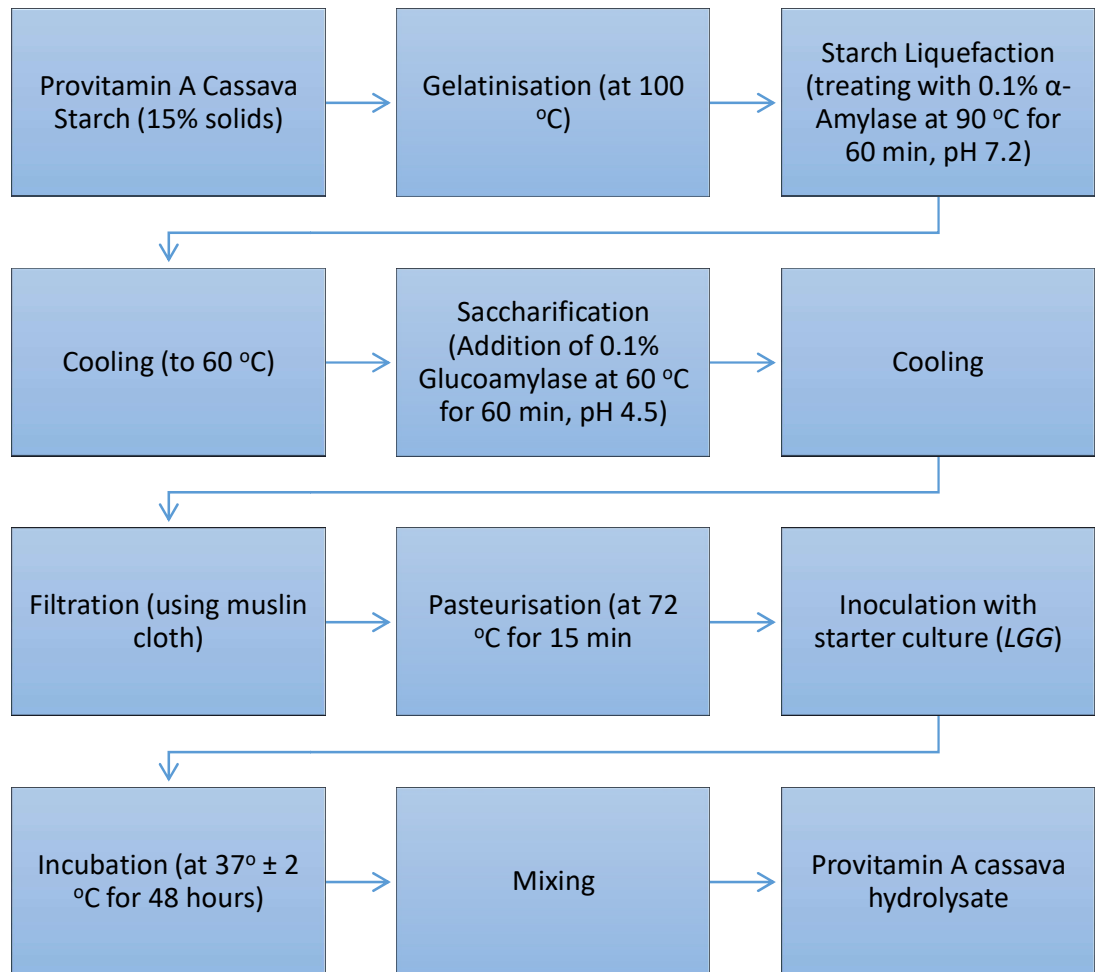 Provitamin A Cassava
Starch (15% solids)
Gelatinisation (at 100
ᵒC)
Starch Liquefaction
(treating with 0.1% α-
Amylase at 90 ᵒC for
60 min, pH 7.2)
Cooling (to 60 ᵒC)
Saccharification
(Addition of 0.1%
Glucoamylase at 60 ᵒC
for 60 min, pH 4.5)
Cooling
Filtration (using muslin
cloth)
Pasteurisation (at 72
ᵒC for 15 min
Inoculation with
starter culture (LGG)
Incubation (at 37ᵒ ± 2
ᵒC for 48 hours)
Mixing
Provitamin A cassava
hydrolysate